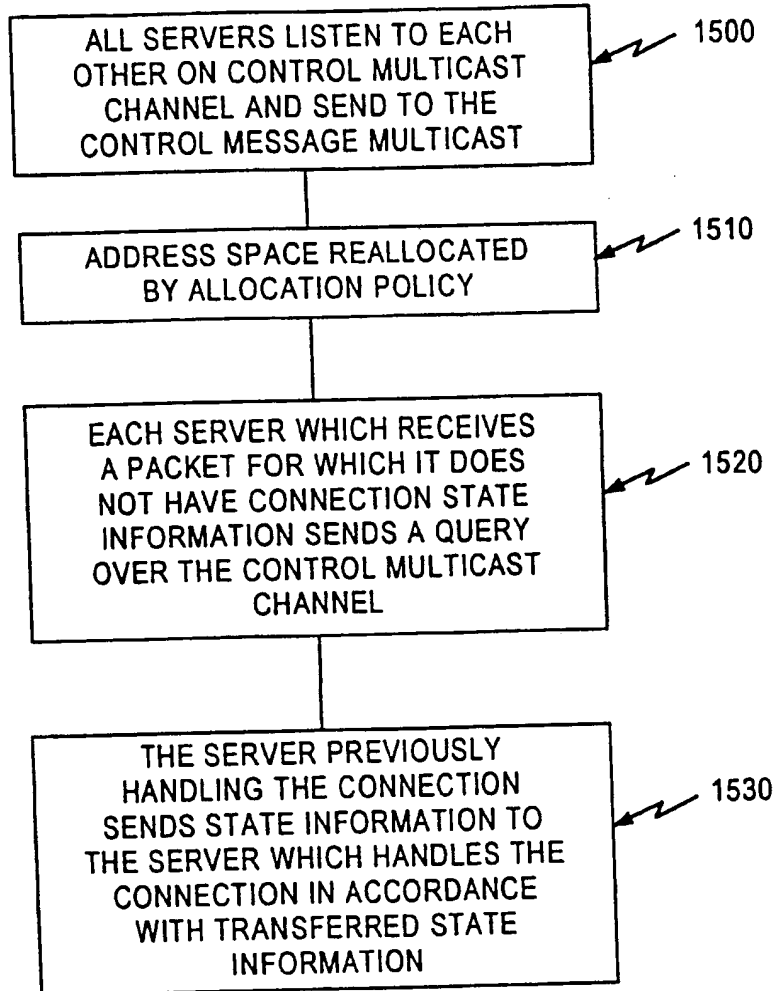 ALL SERVERS LISTEN TO EACH
OTHER ON CONTROL MULTICAST
CHANNEL AND SEND TO THE
CONTROL MESSAGE MULTICAST
1500
ADDRESS SPACE REALLOCATED
BY ALLOCATION POLICY
1510
EACH SERVER WHICH RECEIVES
A PACKET FOR WHICH IT DOES
NOT HAVE CONNECTION STATE
INFORMATION SENDS A QUERY
OVER THE CONTROL MULTICAST
CHANNEL
1520
THE SERVER PREVIOUSLY
HANDLING THE CONNECTION
SENDS STATE INFORMATION TO
THE SERVER WHICH HANDLES THE
CONNECTION IN ACCORDANCE
WITH TRANSFERRED STATE
INFORMATION
1530